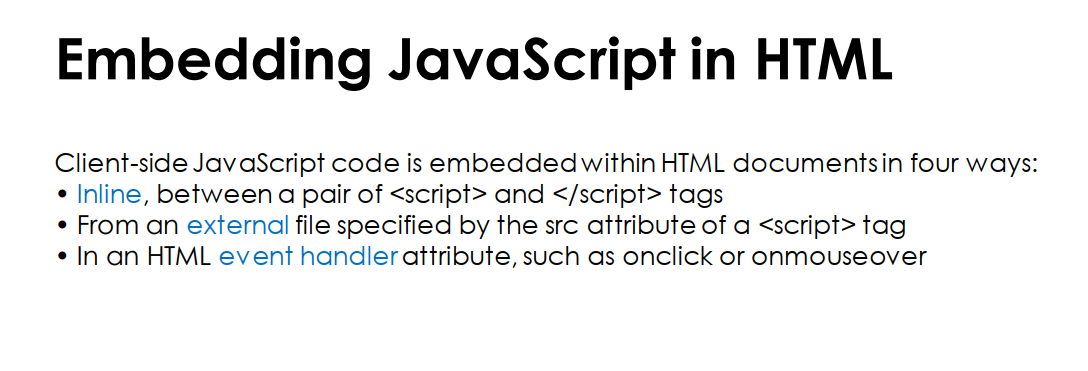 Embedding JavaScript in HTML
Client-side JavaScript code is embedded within HTML documents in four ways:
• Inline, between a pair of <script> and </script> tags
• From an external file specified by the src attribute of a <script> tag
• In an HTML event handler attribute, such as onclick or onmouseover